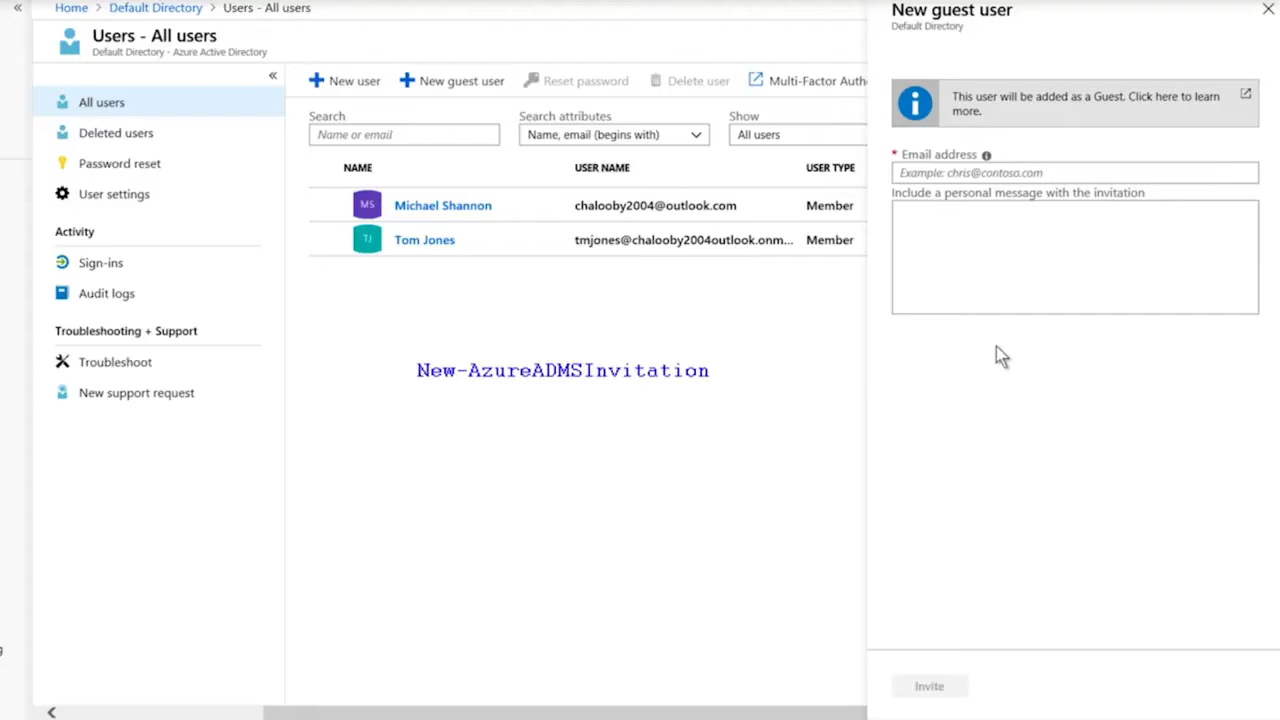 «
Home > Default Directory > Users - All users
Users - All users
Default Directory - Azure Active Directory
«
All users
Deleted users
Password reset
User settings
Activity
Sign-ins
Audit logs
Troubleshooting + Support
Troubleshoot
New support request
+ New user
+ New guest user
Reset password
Delete user
Multi-Factor Authe
Search
Name or email
Search attributes
Name, email (begins with)
Show
All users
NAME USER NAME USER TYPE
MS Michael Shannon chalooby2004@outlook.com Member
TJ Tom Jones tmjones@chalooby2004outlook.onm... Member
New-AzureADMSInvitation
New guest user
Default Directory
This user will be added as a Guest. Click here to learn
more.
* Email address
Example: chris@contoso.com
Include a personal message with the invitation
Invite